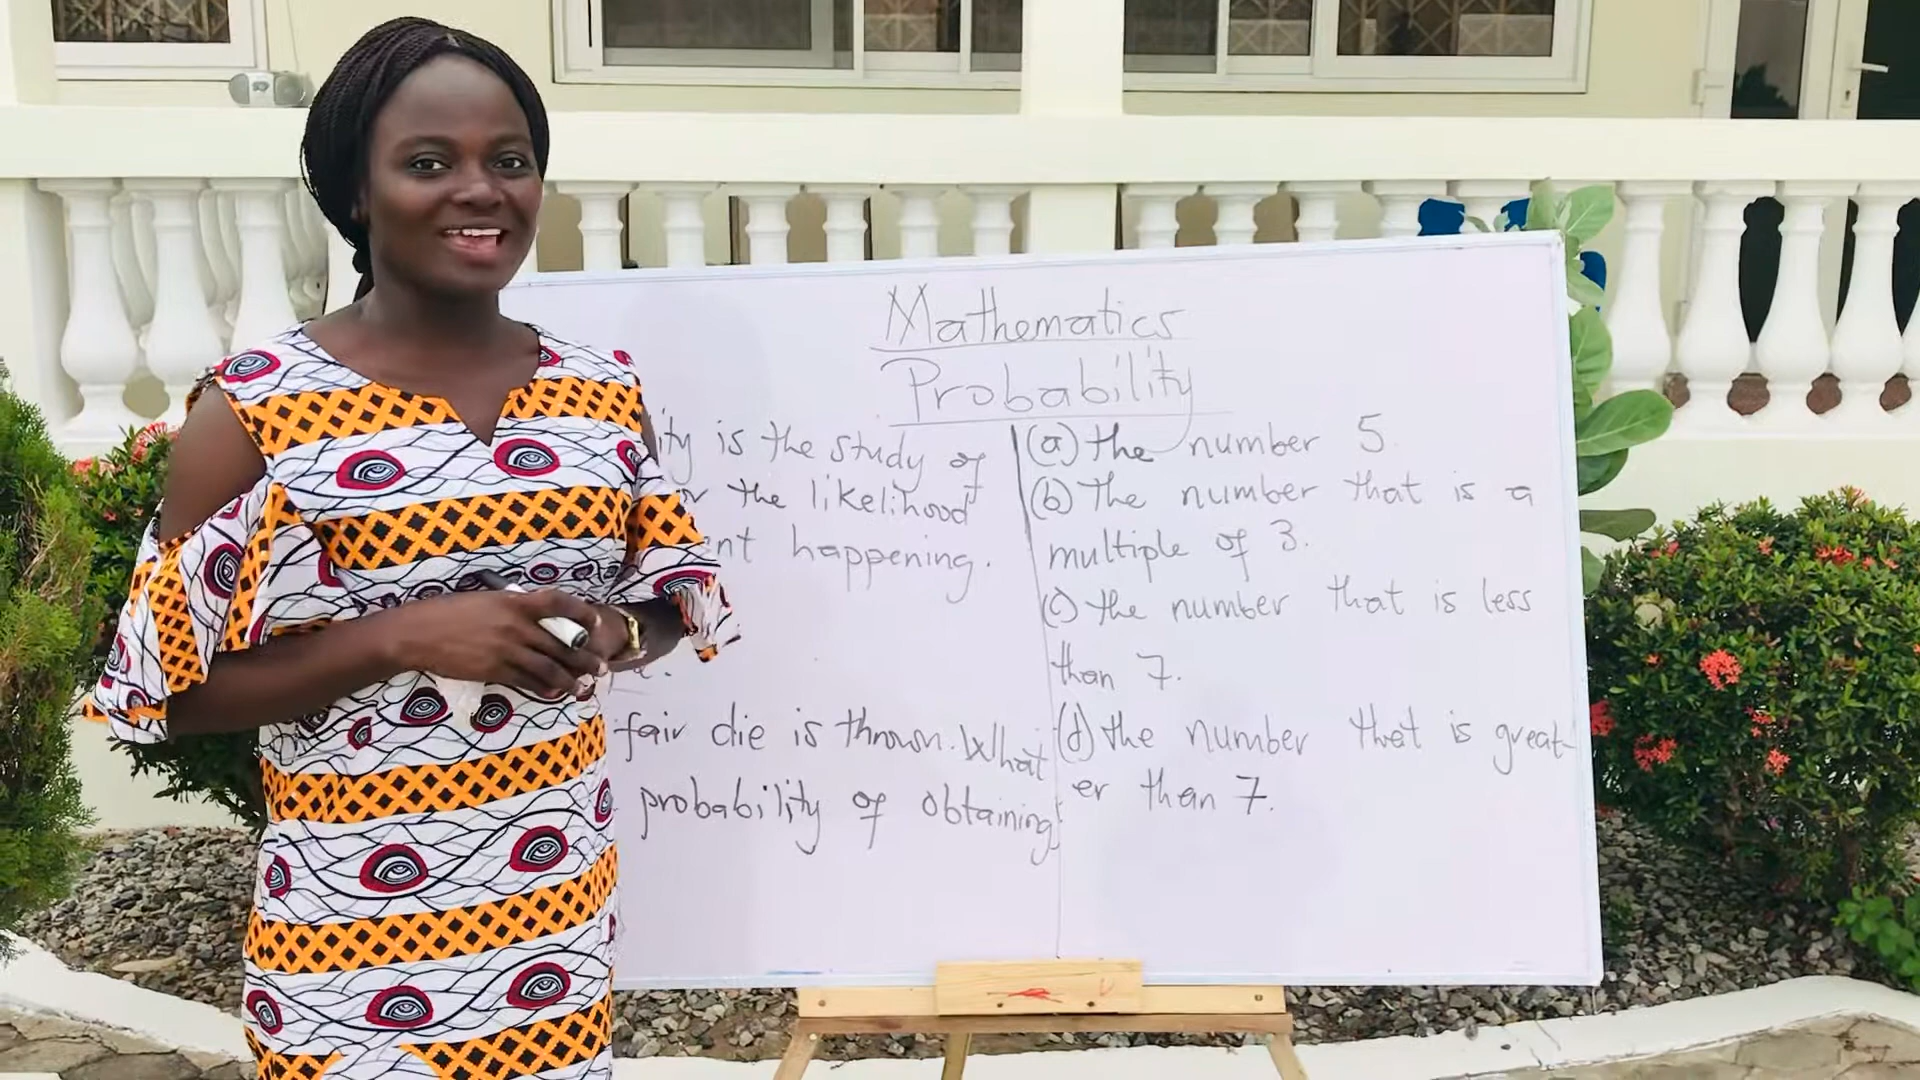 Mathematics
Probability
ity is the study of
or the likelihood
ent happening.
fair die is thrown. What
probability of obtaining
(a) the number 5
(b) the number that is a
multiple of 3.
(c) the number that is less
than 7.
(d) the number that is great-
er than 7.